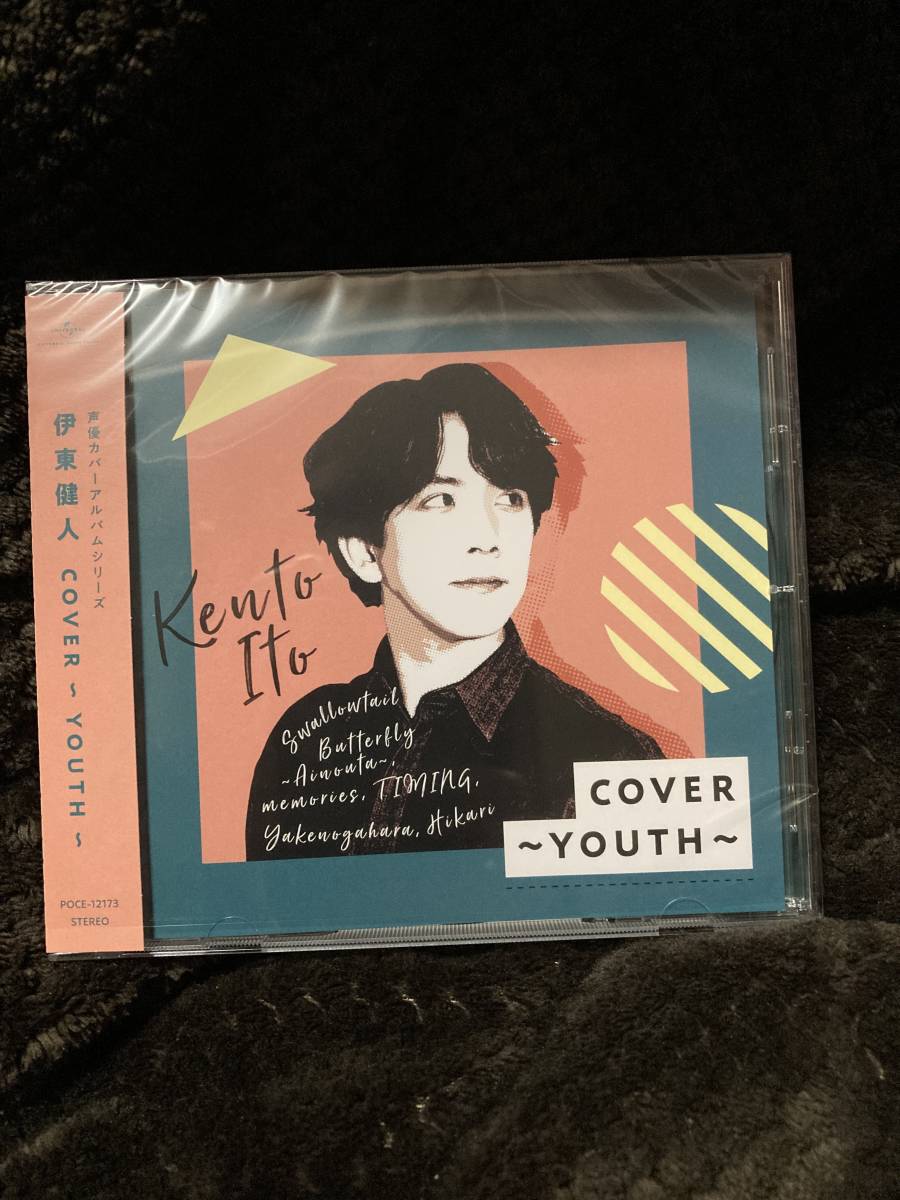 声優カバーアルバムシリーズ
伊東健人 COVER ~ YOUTH ~
POCE-12173
STEREO
Kento
Ito
Swallowtail
Butterfly
~Ainouta~,
memories, TIMING,
Yakenogahara, Hikari
COVER
~YOUTH~